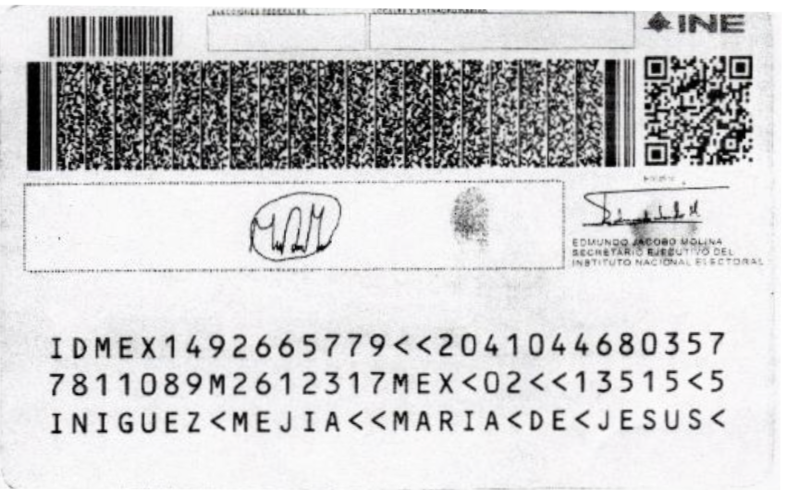 ELECCIONES FEDERALES
LOCALES Y EXTRAORDINARIAS
INE
EDMUNDO JACOBO MOLINA
SECRETARIO EJECUTIVO DEL
INSTITUTO NACIONAL ELECTORAL
IDMEX1492665779<<2041044680357
7811089M2612317MEX<02<<13515<5
INIGUEZ<MEJIA<<MARIA<DE<JESUS<